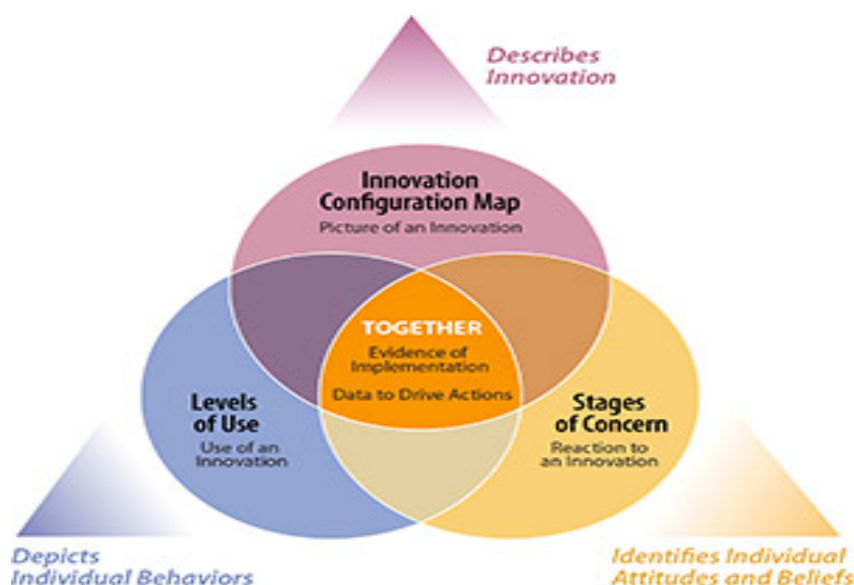 Describes
Innovation
Innovation
Configuration Map
Picture of an Innovation
TOGETHER
Evidence of
Implementation
Data to Drive Actions
Levels
of Use
Use of an
Innovation
Stages
of Concern
Reaction to
an Innovation
Depicts
Individual Behaviors
Identifies Individual
Attitudes and Beliefs